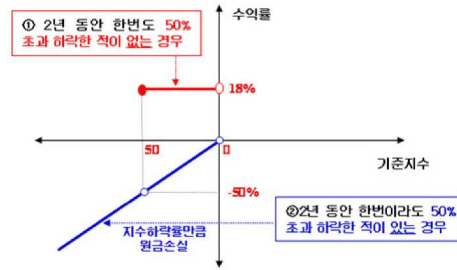 수익률
① 2년 동안 한번도 50%
초과 하락한 적이 없는 경우
18%
50
0
기준지수
-50%
지수하락률만큼
원금손실
②2년 동안 한번이라도 50%
초과 하락한 적이 있는 경우